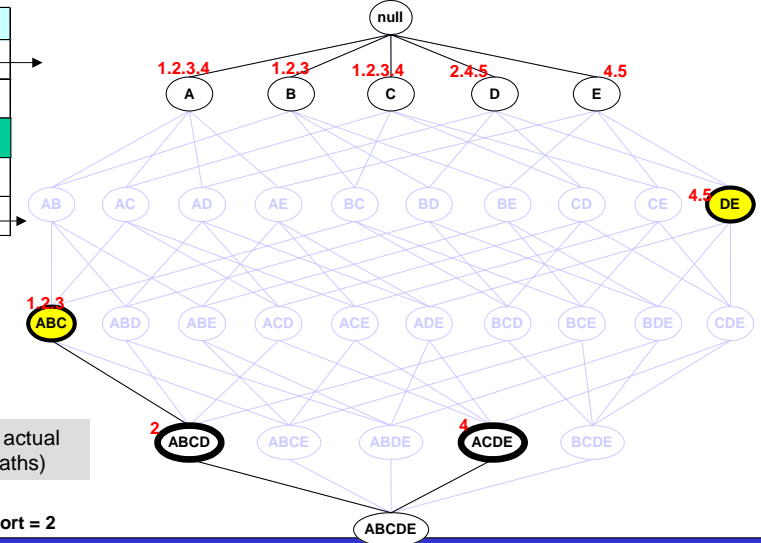 null
1.2.3.4 1.2.3 1.2.3.4 2.4.5 4.5
A B C D E
AB AC AD AE BC BD BE CD CE 4.5 DE
1.2.3
ABC ABD ABE ACD ACE ADE BCD BCE BDE CDE
2 ABCD ABCE ABDE 4 ACDE BCDE
actual
aths)
ort = 2
ABCDE